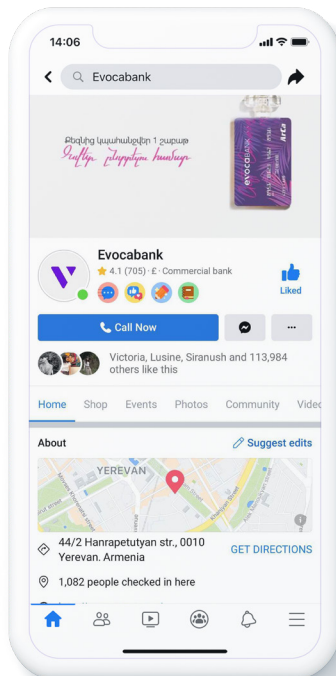 14:06
Evocabank
Քեզնից կպահանջվի 1 շաբաթ
evocaBANK
ArCa
Evocabank
4.1 (705) · £ · Commercial bank
Liked
Call Now
Victoria, Lusine, Siranush and 113,984
others like this
Home Shop Events Photos Community
About
Suggest edits
YEREVAN
44/2 Hanrapetutyan str., 0010
Yerevan. Armenia
GET DIRECTIONS
1,082 people checked in here